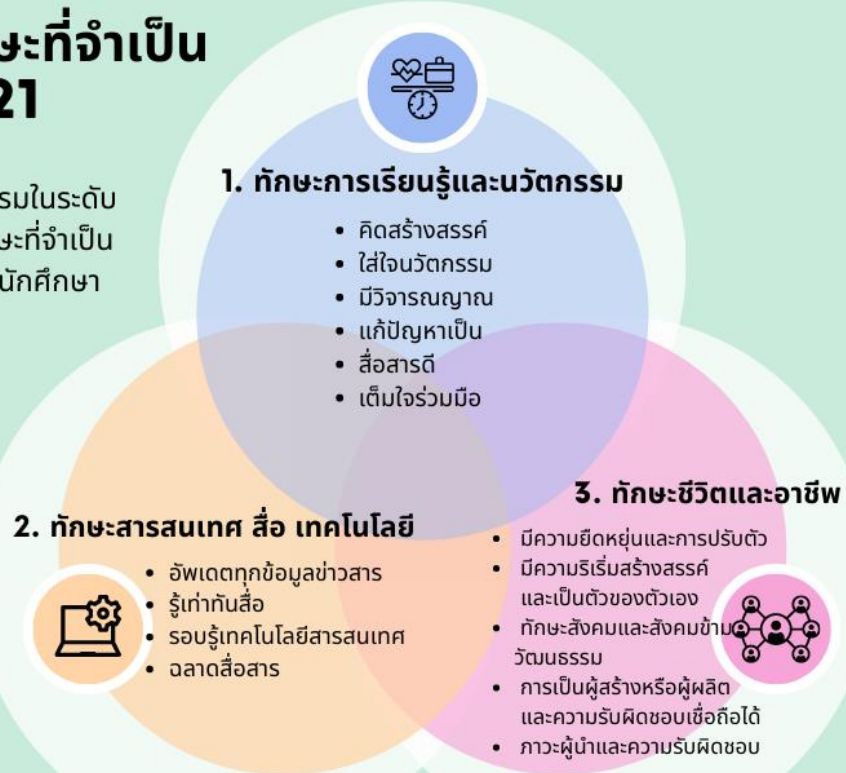 ษะที่จำเป็น
21
รมในระดับ
ษะที่จำเป็น
นักศึกษา
1. ทักษะการเรียนรู้และนวัตกรรม
• คิดสร้างสรรค์
• ใส่ใจนวัตกรรม
• มีวิจารณญาณ
• แก้ปัญหาเป็น
• สื่อสารดี
• เต็มใจร่วมมือ
2. ทักษะสารสนเทศ สื่อ เทคโนโลยี
• อัพเดตทุกข้อมูลข่าวสาร
• รู้เท่าทันสื่อ
• รอบรู้เทคโนโลยีสารสนเทศ
• ฉลาดสื่อสาร
3. ทักษะชีวิตและอาชีพ
• มีความยืดหยุ่นและการปรับตัว
• มีความริเริ่มสร้างสรรค์
และเป็นตัวของตัวเอง
• ทักษะสังคมและสังคมข้าม
วัฒนธรรม
• การเป็นผู้สร้างหรือผู้ผลิต
และความรับผิดชอบเชื่อถือได้
• ภาวะผู้นำและความรับผิดชอบ